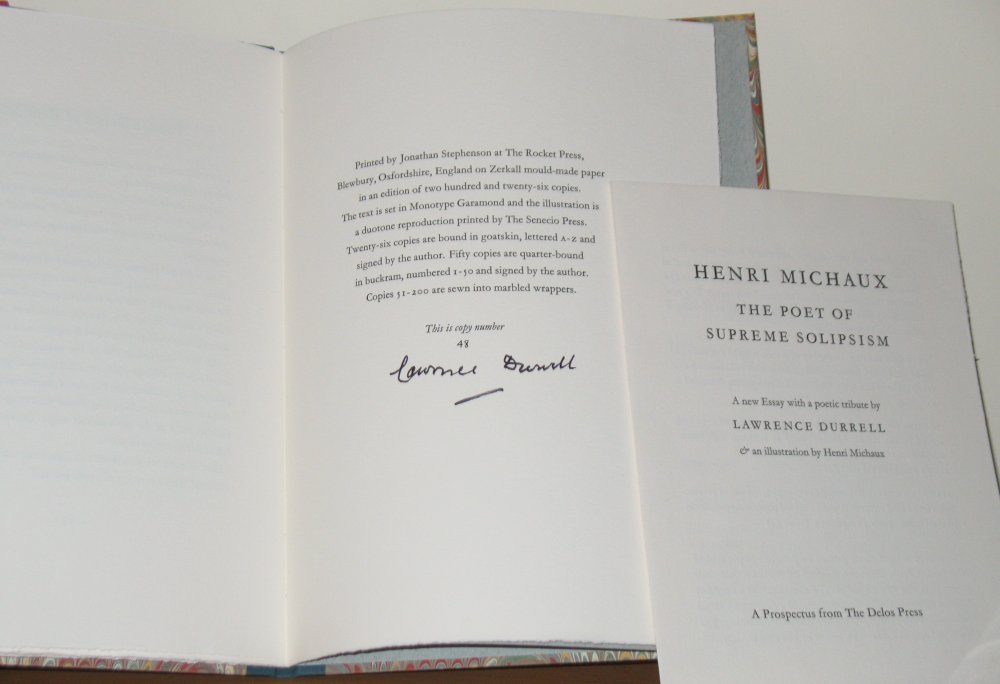 Printed by Jonathan Stephenson at The Rocket Press,
Blewbury, Oxfordshire, England on Zerkall mould-made paper
in an edition of two hundred and twenty-six copies.
The text is set in Monotype Garamond and the illustration is
a duotone reproduction printed by The Senecio Press.
Twenty-six copies are bound in goatskin, lettered A-Z and
signed by the author. Fifty copies are quarter-bound
in buckram, numbered 1-50 and signed by the author.
Copies 51-200 are sewn into marbled wrappers.
This is copy number
48
Lawrence Durrell
HENRI MICHAUX
THE POET OF
SUPREME SOLIPSISM
A new Essay with a poetic tribute by
LAWRENCE DURRELL
& an illustration by Henri Michaux
A Prospectus from The Delos Press